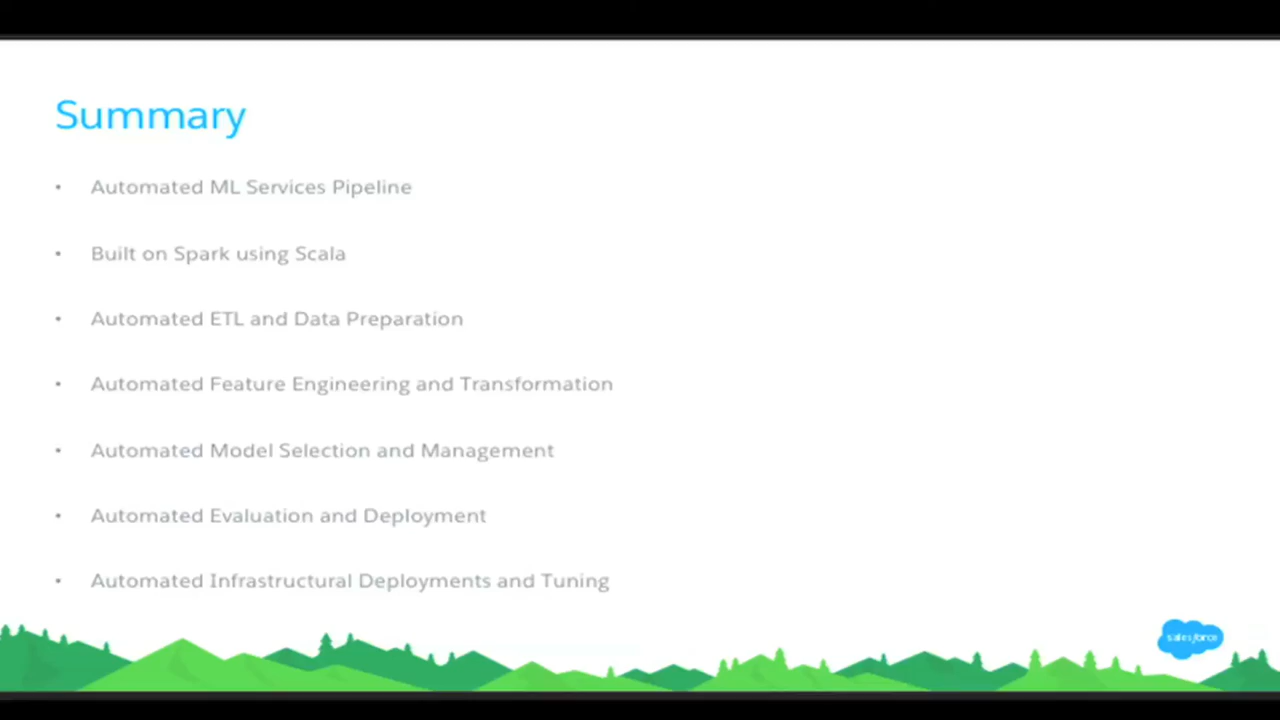 Summary
• Automated ML Services Pipeline
• Built on Spark using Scala
• Automated ETL and Data Preparation
• Automated Feature Engineering and Transformation
• Automated Model Selection and Management
• Automated Evaluation and Deployment
• Automated Infrastructural Deployments and Tuning
salesforce